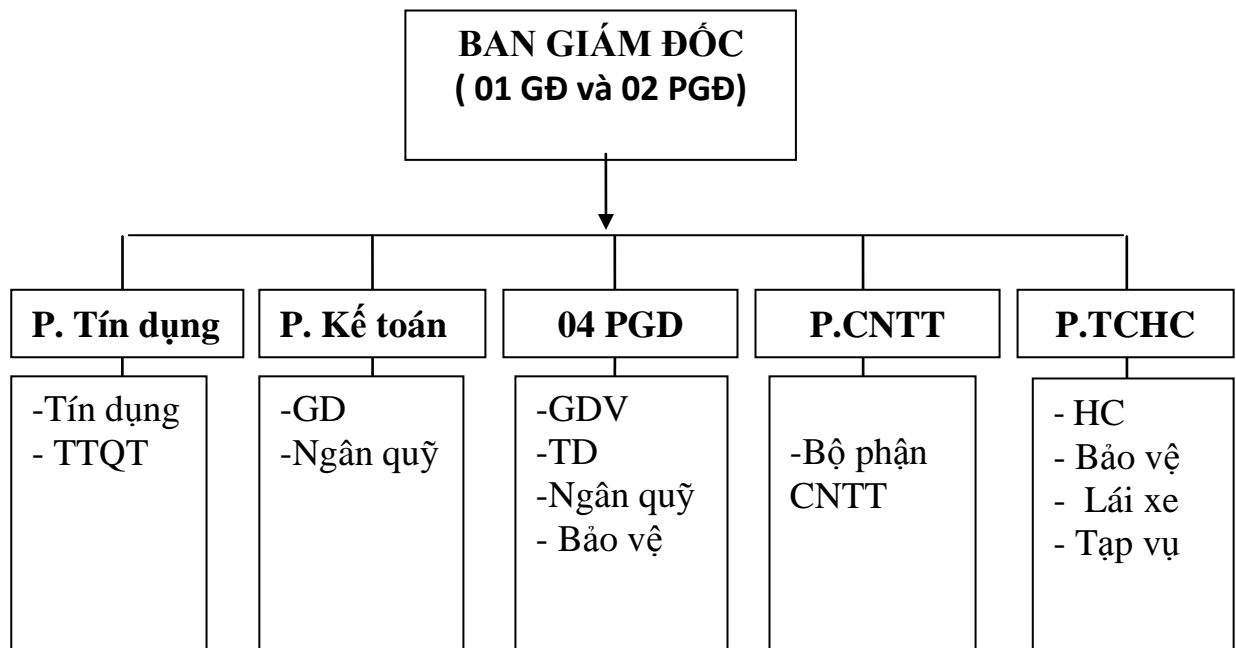 BAN GIÁM ĐỐC
( 01 GĐ và 02 PGĐ)
P. Tín dụng
P. Kế toán
04 PGD
P.CNTT
P.TCHC
-Tín dụng
- TTQT
-GD
-Ngân quỹ
-GDV
-TD
-Ngân quỹ
- Bảo vệ
-Bộ phận
CNTT
- HC
- Bảo vệ
- Lái xe
- Tạp vụ